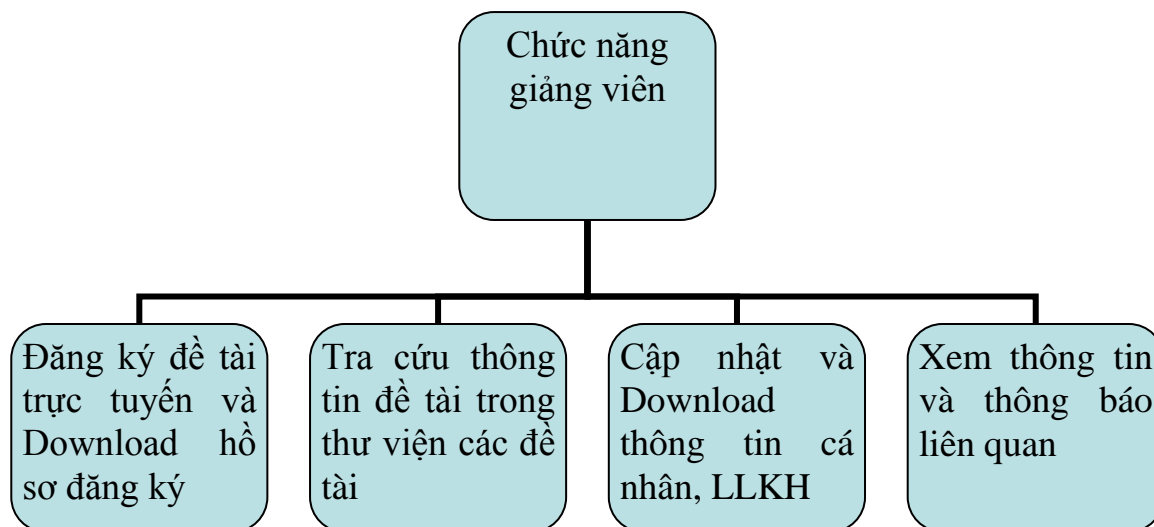 Chức năng
giảng viên
Đăng ký đề tài
trực tuyến và
Download hồ
sơ đăng ký
Tra cứu thông
tin đề tài trong
thư viện các đề
tài
Cập nhật và
Download
thông tin cá
nhân, LLKH
Xem thông tin
và thông báo
liên quan